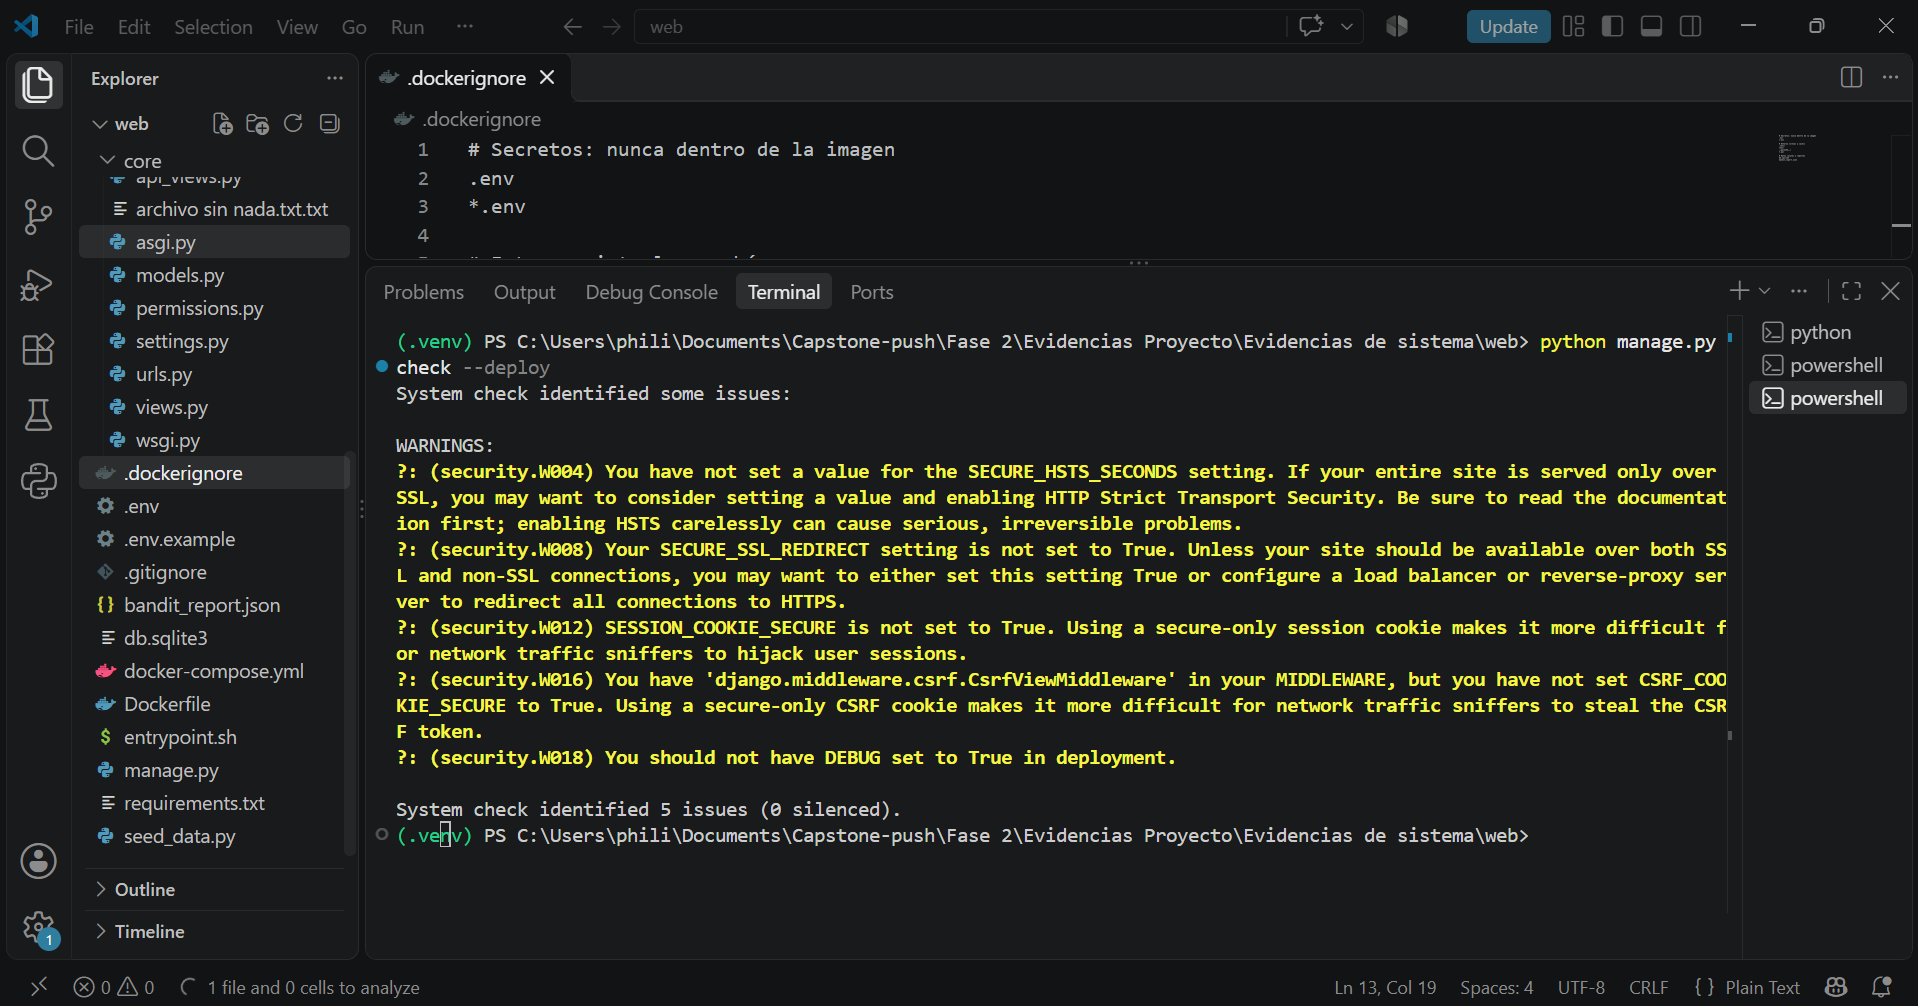 File Edit Selection View Go Run ··· web Update
Explorer ···
web
core
api_views.py
archivo sin nada.txt.txt
asgi.py
models.py
permissions.py
settings.py
urls.py
views.py
wsgi.py
.dockerignore
.env
.env.example
.gitignore
bandit_report.json
db.sqlite3
docker-compose.yml
Dockerfile
entrypoint.sh
manage.py
requirements.txt
seed_data.py
Outline
Timeline
1
.dockerignore
.dockerignore
1 # Secretos: nunca dentro de la imagen
2 .env
3 *.env
4
Problems Output Debug Console Terminal Ports
(.venv) PS C:\Users\phili\Documents\Capstone-push\Fase 2\Evidencias Proyecto\Evidencias de sistema\web> python manage.py
check --deploy
System check identified some issues:
WARNINGS:
?: (security.W004) You have not set a value for the SECURE_HSTS_SECONDS setting. If your entire site is served only over
SSL, you may want to consider setting a value and enabling HTTP Strict Transport Security. Be sure to read the documentat
ion first; enabling HSTS carelessly can cause serious, irreversible problems.
?: (security.W008) Your SECURE_SSL_REDIRECT setting is not set to True. Unless your site should be available over both SS
L and non-SSL connections, you may want to either set this setting True or configure a load balancer or reverse-proxy ser
ver to redirect all connections to HTTPS.
?: (security.W012) SESSION_COOKIE_SECURE is not set to True. Using a secure-only session cookie makes it more difficult f
or network traffic sniffers to hijack user sessions.
?: (security.W016) You have 'django.middleware.csrf.CsrfViewMiddleware' in your MIDDLEWARE, but you have not set CSRF_COO
KIE_SECURE to True. Using a secure-only CSRF cookie makes it more difficult for network traffic sniffers to steal the CSR
F token.
?: (security.W018) You should not have DEBUG set to True in deployment.
System check identified 5 issues (0 silenced).
(.venv) PS C:\Users\phili\Documents\Capstone-push\Fase 2\Evidencias Proyecto\Evidencias de sistema\web>
python
powershell
powershell
0 0 1 file and 0 cells to analyze Ln 13, Col 19 Spaces: 4 UTF-8 CRLF { } Plain Text